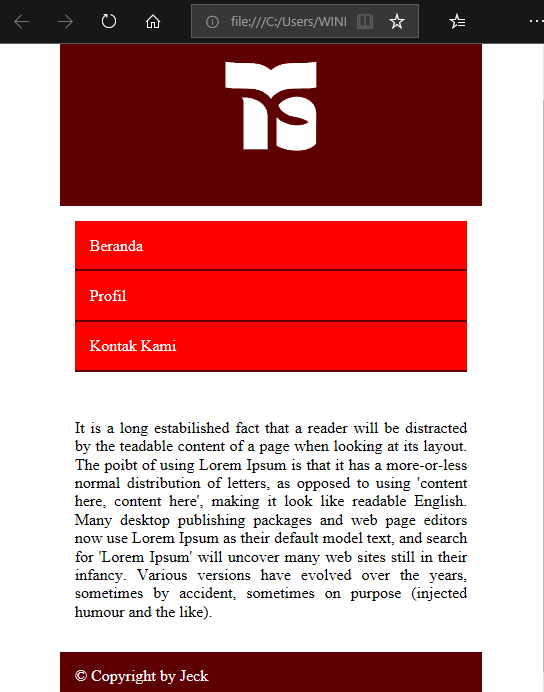 file:///C:/Users/WINI
Beranda
Profil
Kontak Kami
It is a long estabilished fact that a reader will be distracted
by the teadable content of a page when looking at its layout.
The poibt of using Lorem Ipsum is that it has a more-or-less
normal distribution of letters, as opposed to using 'content
here, content here', making it look like readable English.
Many desktop publishing packages and web page editors
now use Lorem Ipsum as their default model text, and search
for 'Lorem Ipsum' will uncover many web sites still in their
infancy. Various versions have evolved over the years,
sometimes by accident, sometimes on purpose (injected
humour and the like).
© Copyright by Jeck